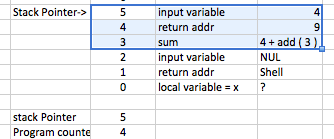 Stack Pointer-> 5 input variable 4
4 return addr 9
3 sum 4 + add ( 3 )
2 input variable NUL
1 return addr Shell
0 local variable = x ?
stack Pointer 5
Program counte 4